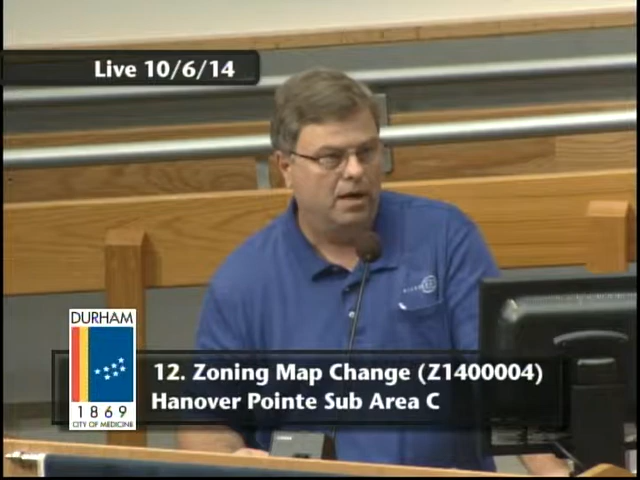 Live 10/6/14
DURHAM
1869
CITY OF MEDICINE
12. Zoning Map Change (Z1400004)
Hanover Pointe Sub Area C